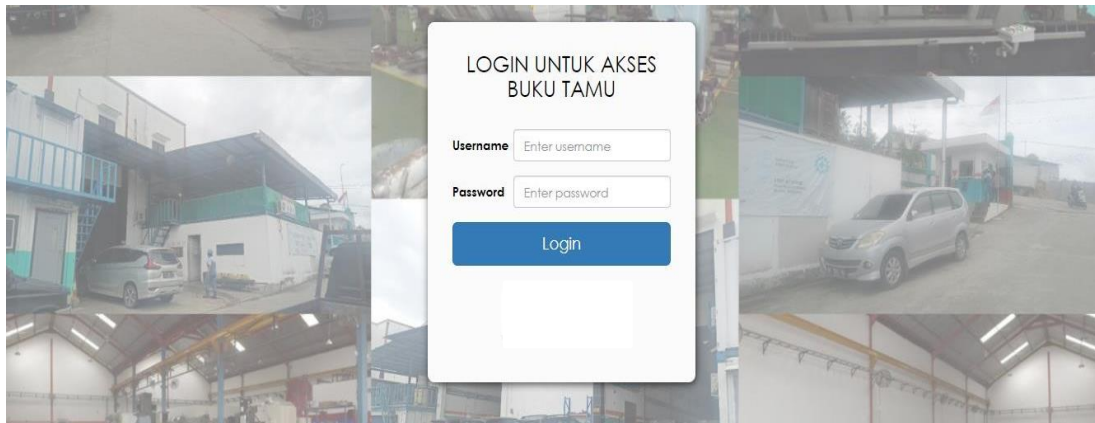 LOGIN UNTUK AKSES
BUKU TAMU
Username
Enter username
Password
Enter password
Login